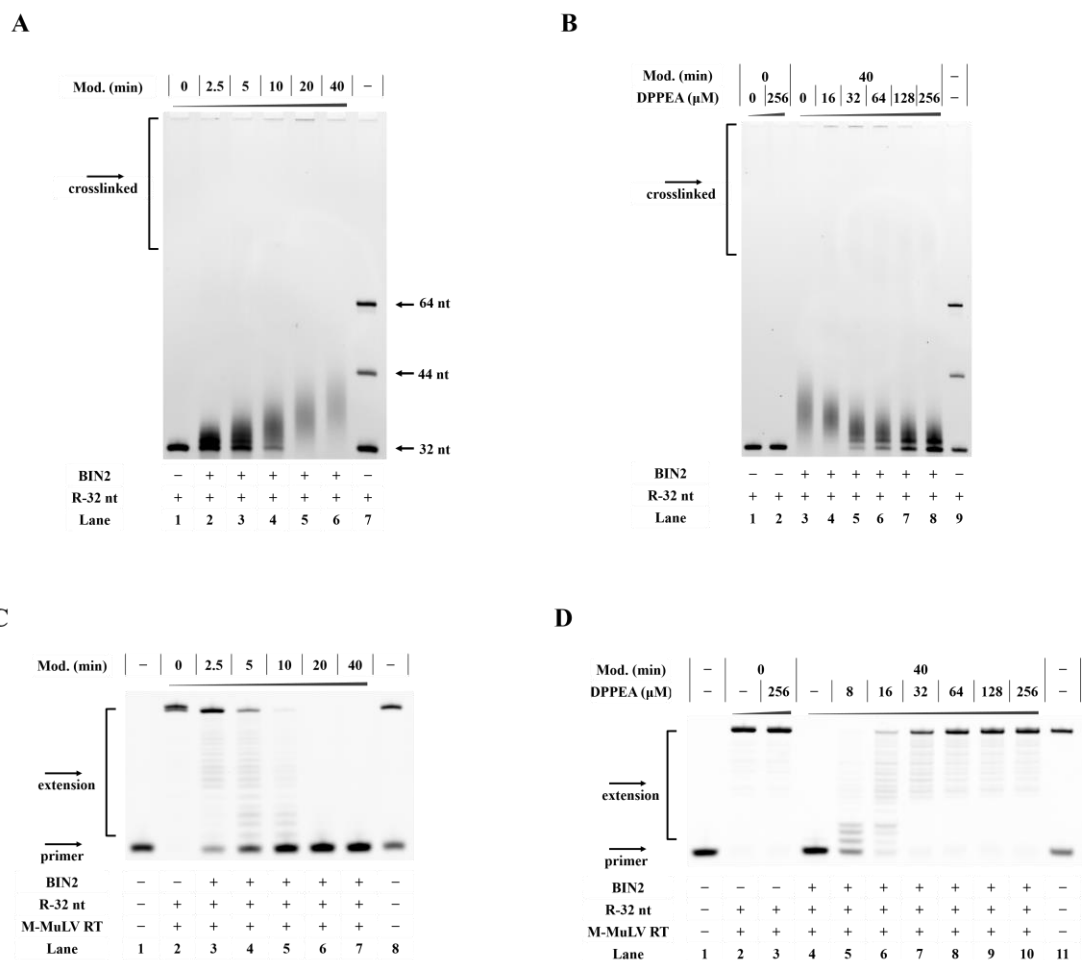 A
Mod. (min) 0 2.5 5 10 20 40 –
crosslinked
64 nt
44 nt
32 nt
BIN2 – + + + + + –
R-32 nt + + + + + + +
Lane 1 2 3 4 5 6 7
B
Mod. (min) 0 40 –
DPPEA (μM) 0 256 0 16 32 64 128 256 –
crosslinked
BIN2 – – + + + + + + –
R-32 nt + + + + + + + + +
Lane 1 2 3 4 5 6 7 8 9
C
Mod. (min) – 0 2.5 5 10 20 40 –
extension
primer
BIN2 – – + + + + + –
R-32 nt – + + + + + + –
M-MuLV RT – + + + + + + –
Lane 1 2 3 4 5 6 7 8
D
Mod. (min) – 0 40 –
DPPEA (μM) – – 256 – 8 16 32 64 128 256 –
extension
primer
BIN2 – – – + + + + + + + –
R-32 nt – + + + + + + + + + –
M-MuLV RT – + + + + + + + + + –
Lane 1 2 3 4 5 6 7 8 9 10 11